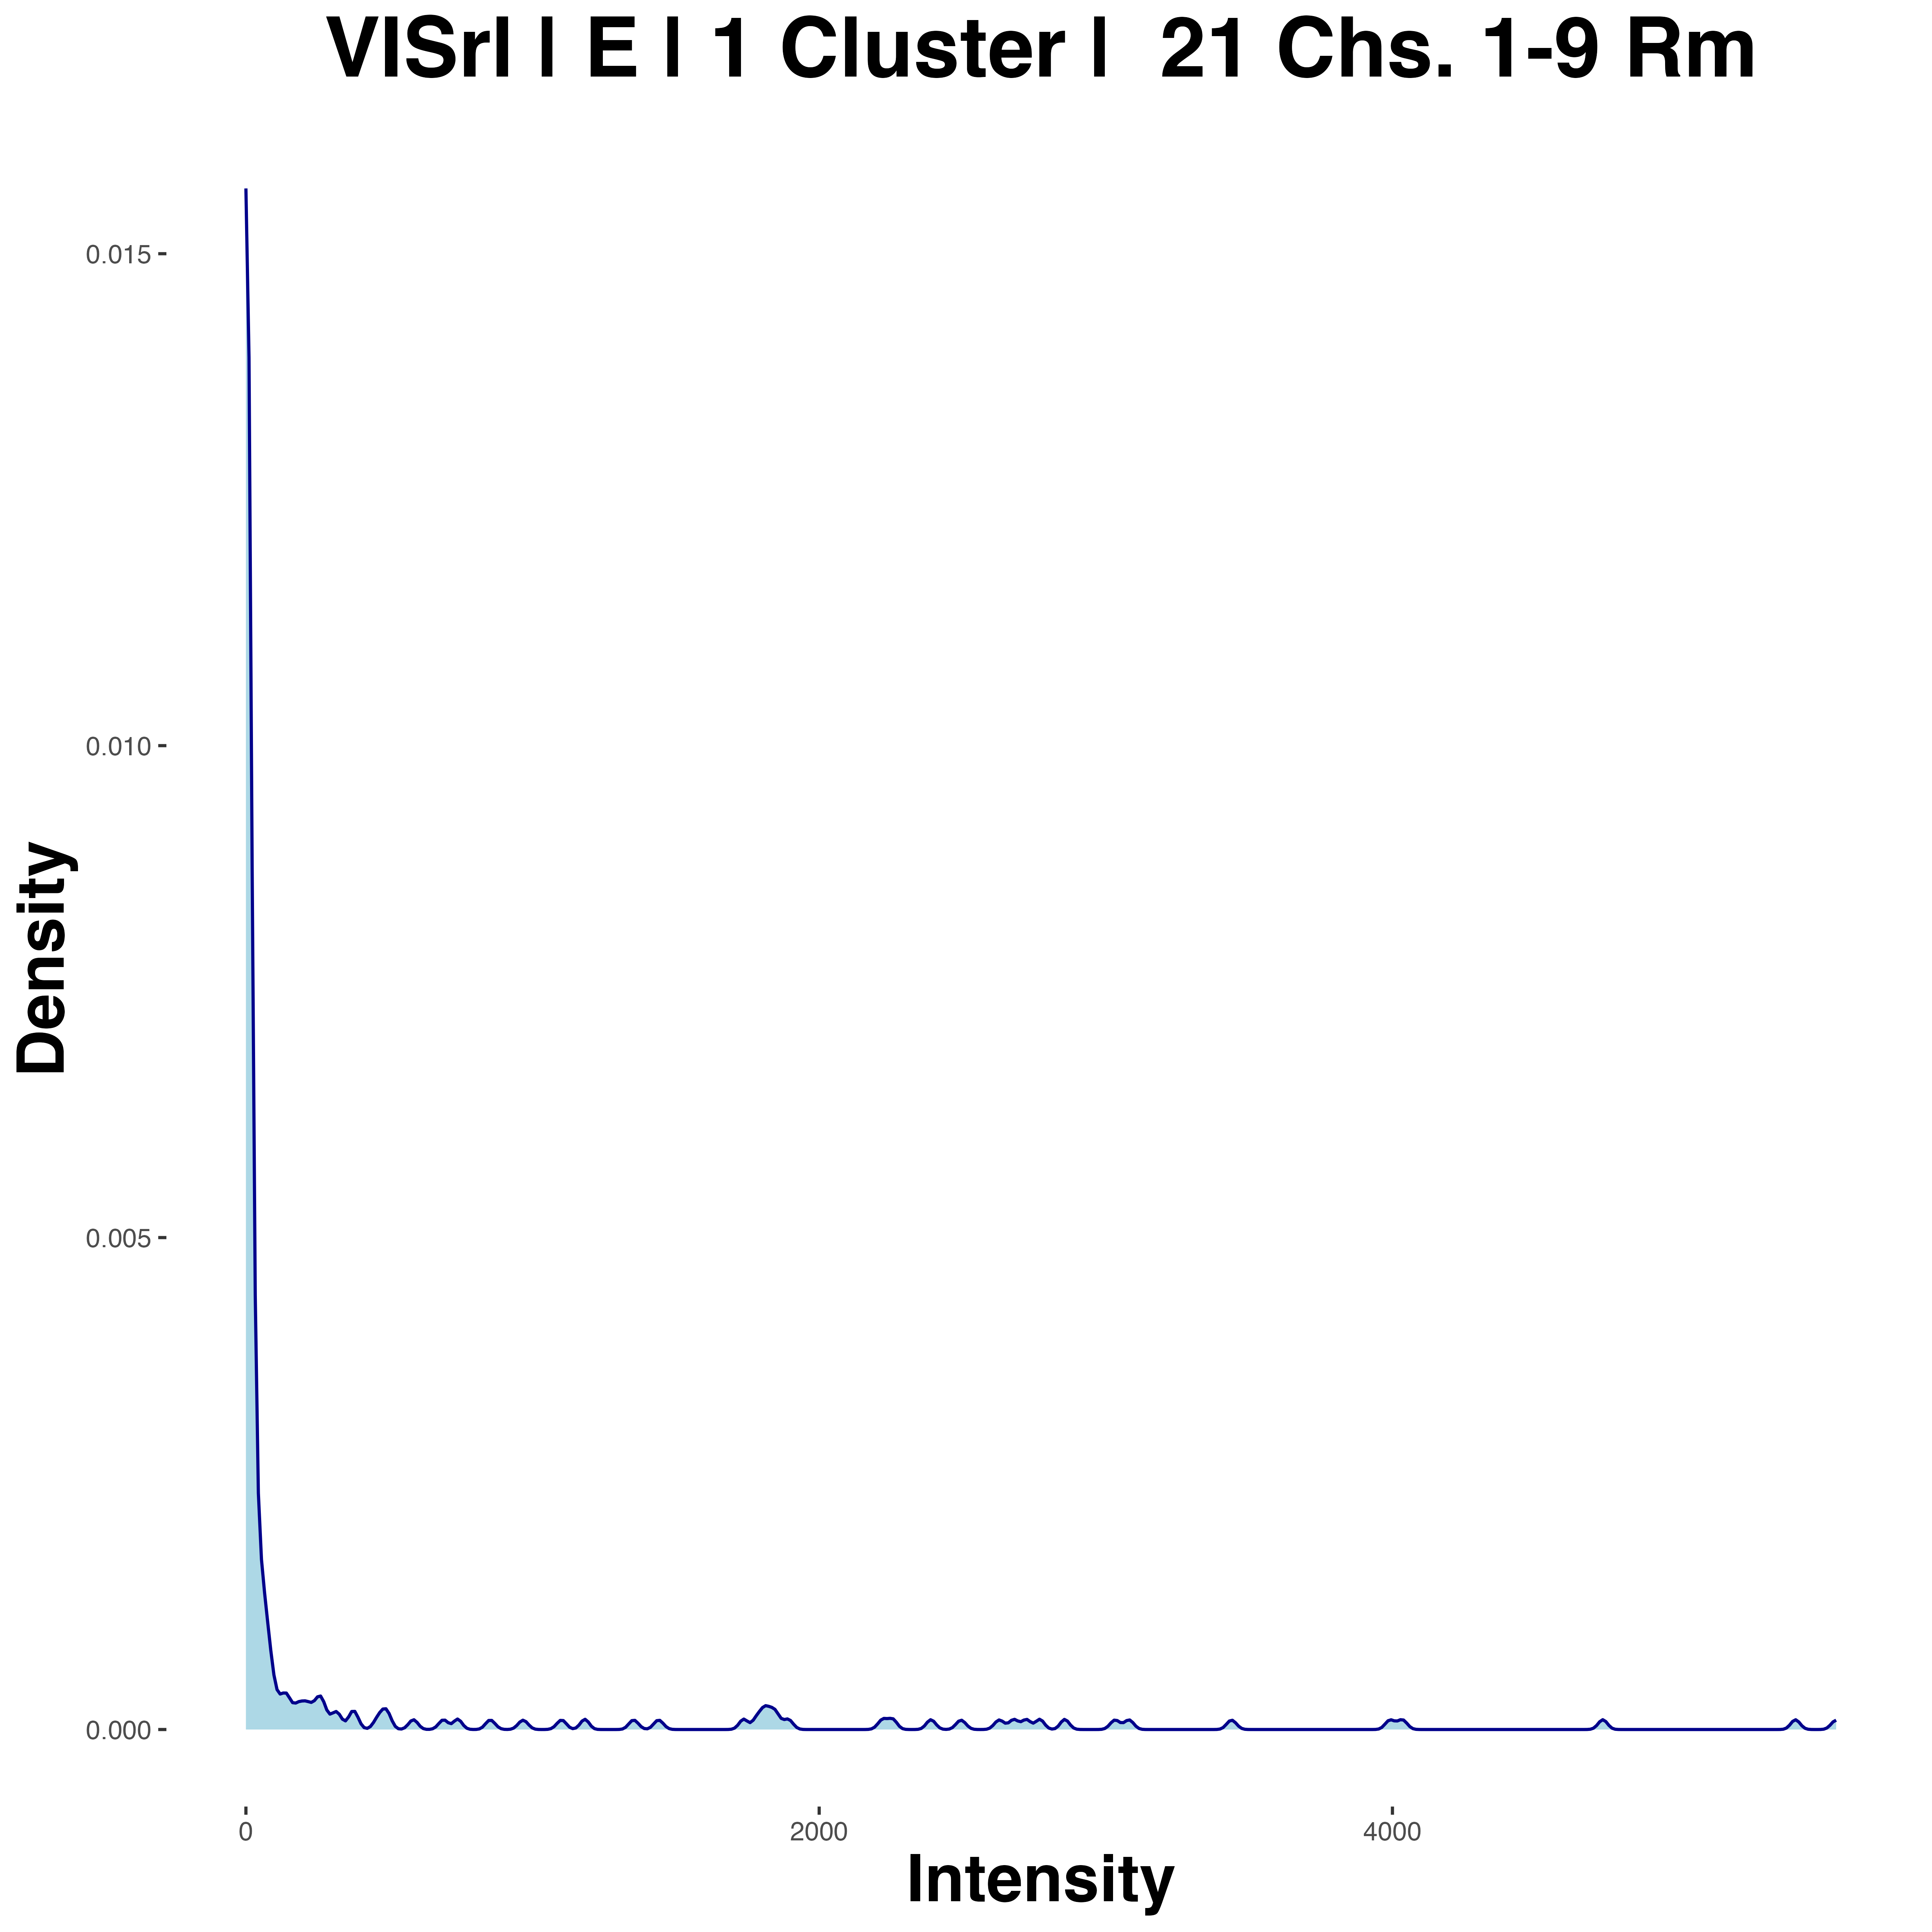 VISrl | E | 1 Cluster |  21 Chs. 1-9 Rm
0.015
0.010
0.005
0.000
Density
0
2000
4000
Intensity